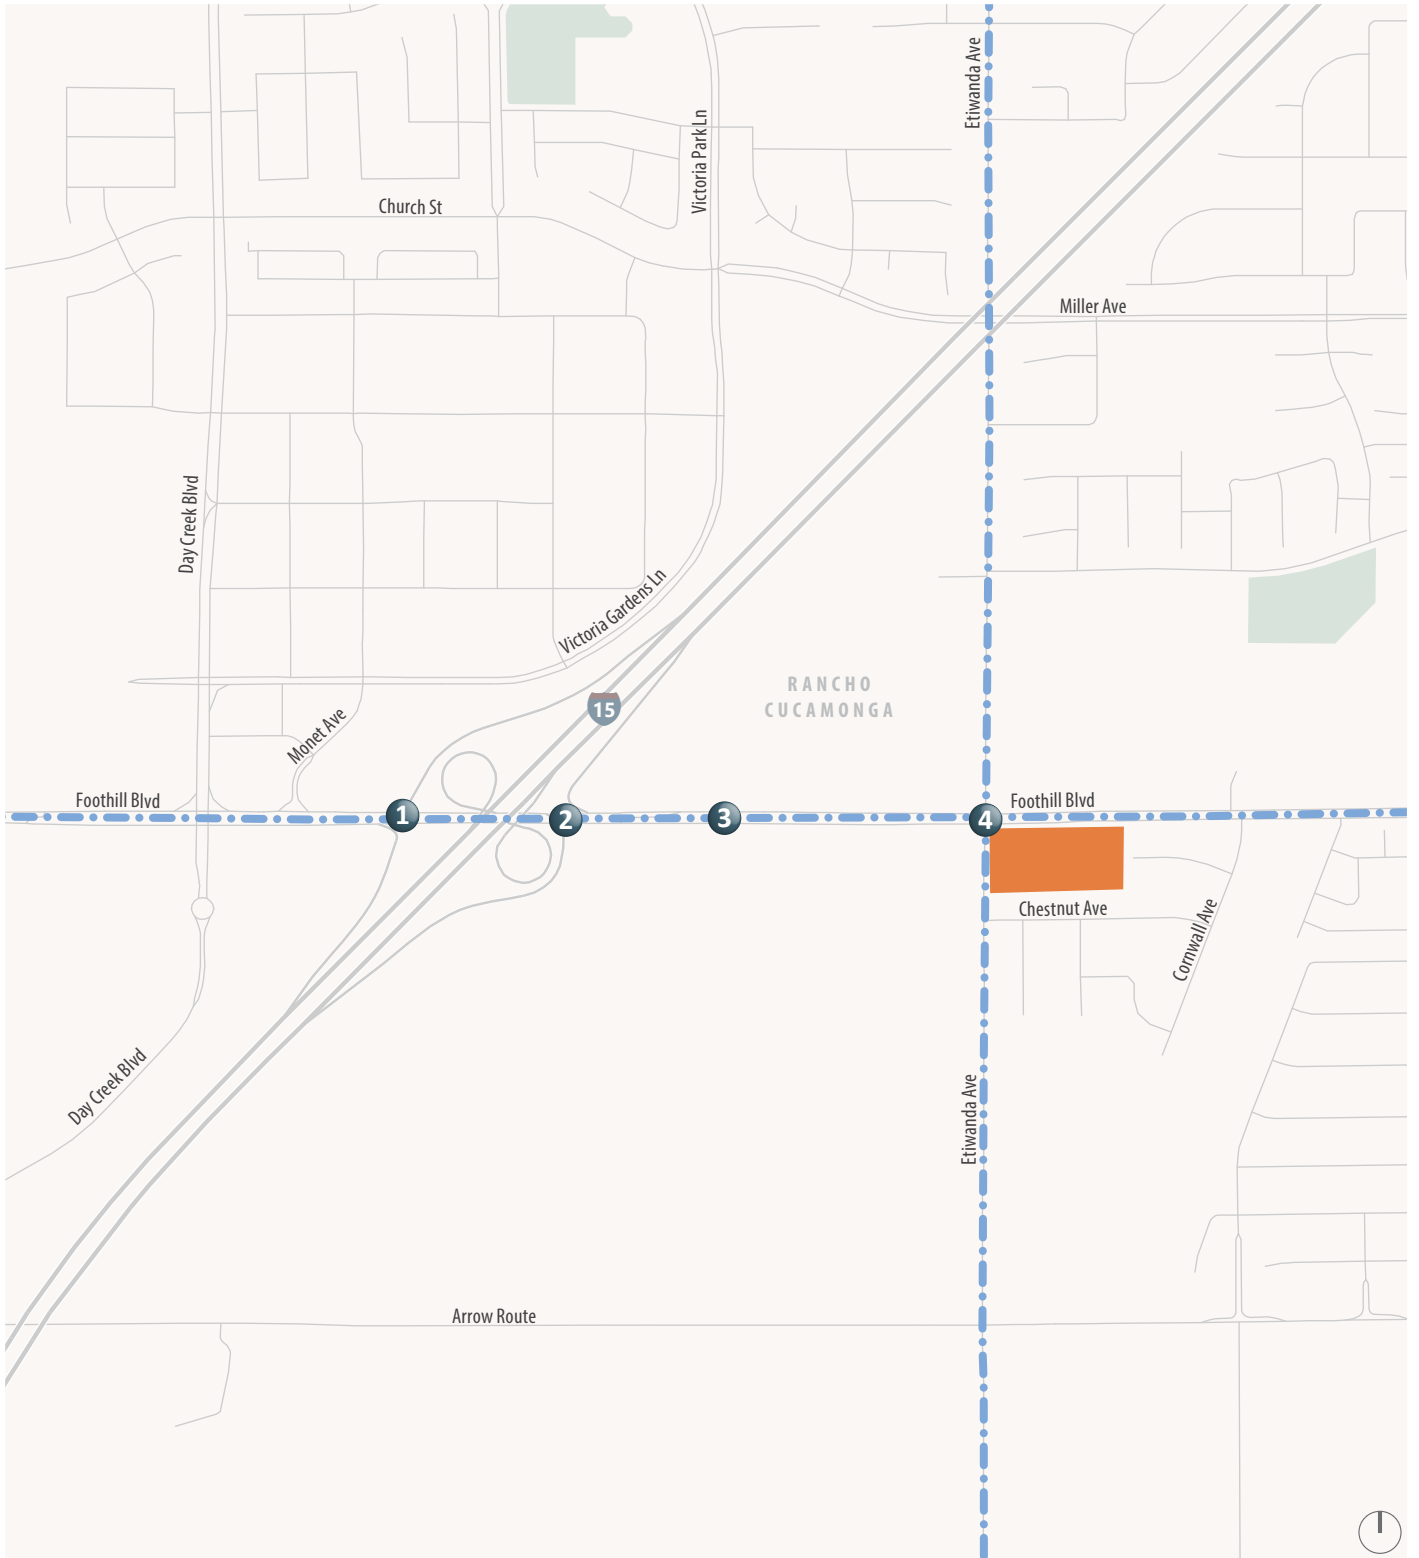 Etiwanda Ave
Victoria Park Ln
Church St
Miller Ave
Day Creek Blvd
Victoria Gardens Ln
RANCHO
CUCAMONGA
15
Monet Ave
Foothill Blvd
Foothill Blvd
1
2
3
4
Chestnut Ave
Cornwall Ave
Day Creek Blvd
Etiwanda Ave
Arrow Route